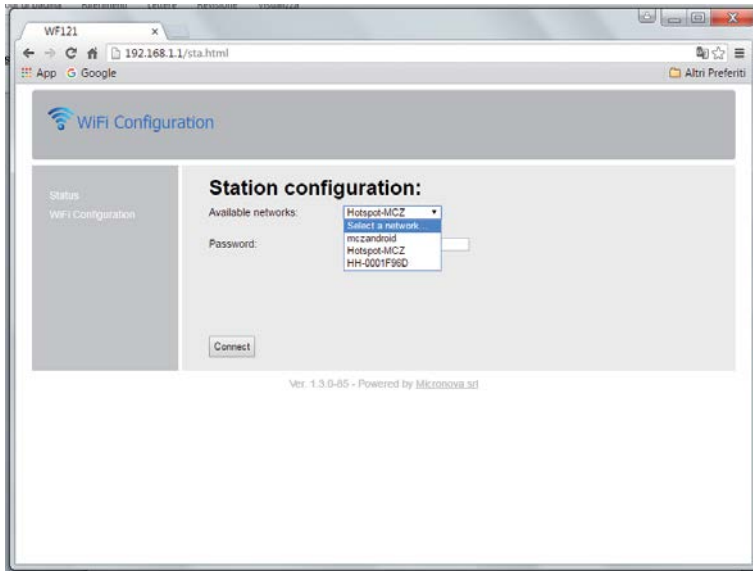 WF121
192.168.1.1/sta.html
App Google
Altri Preferiti
WiFi Configuration
Status
WiFi Configuration
Station configuration:
Available networks:
Hotspot-MCZ
Select a network...
mczandroid
Hotspot-MCZ
HH-0001F96D
Password:
Connect
Ver. 1.3.0-85 - Powered by Micronova srl